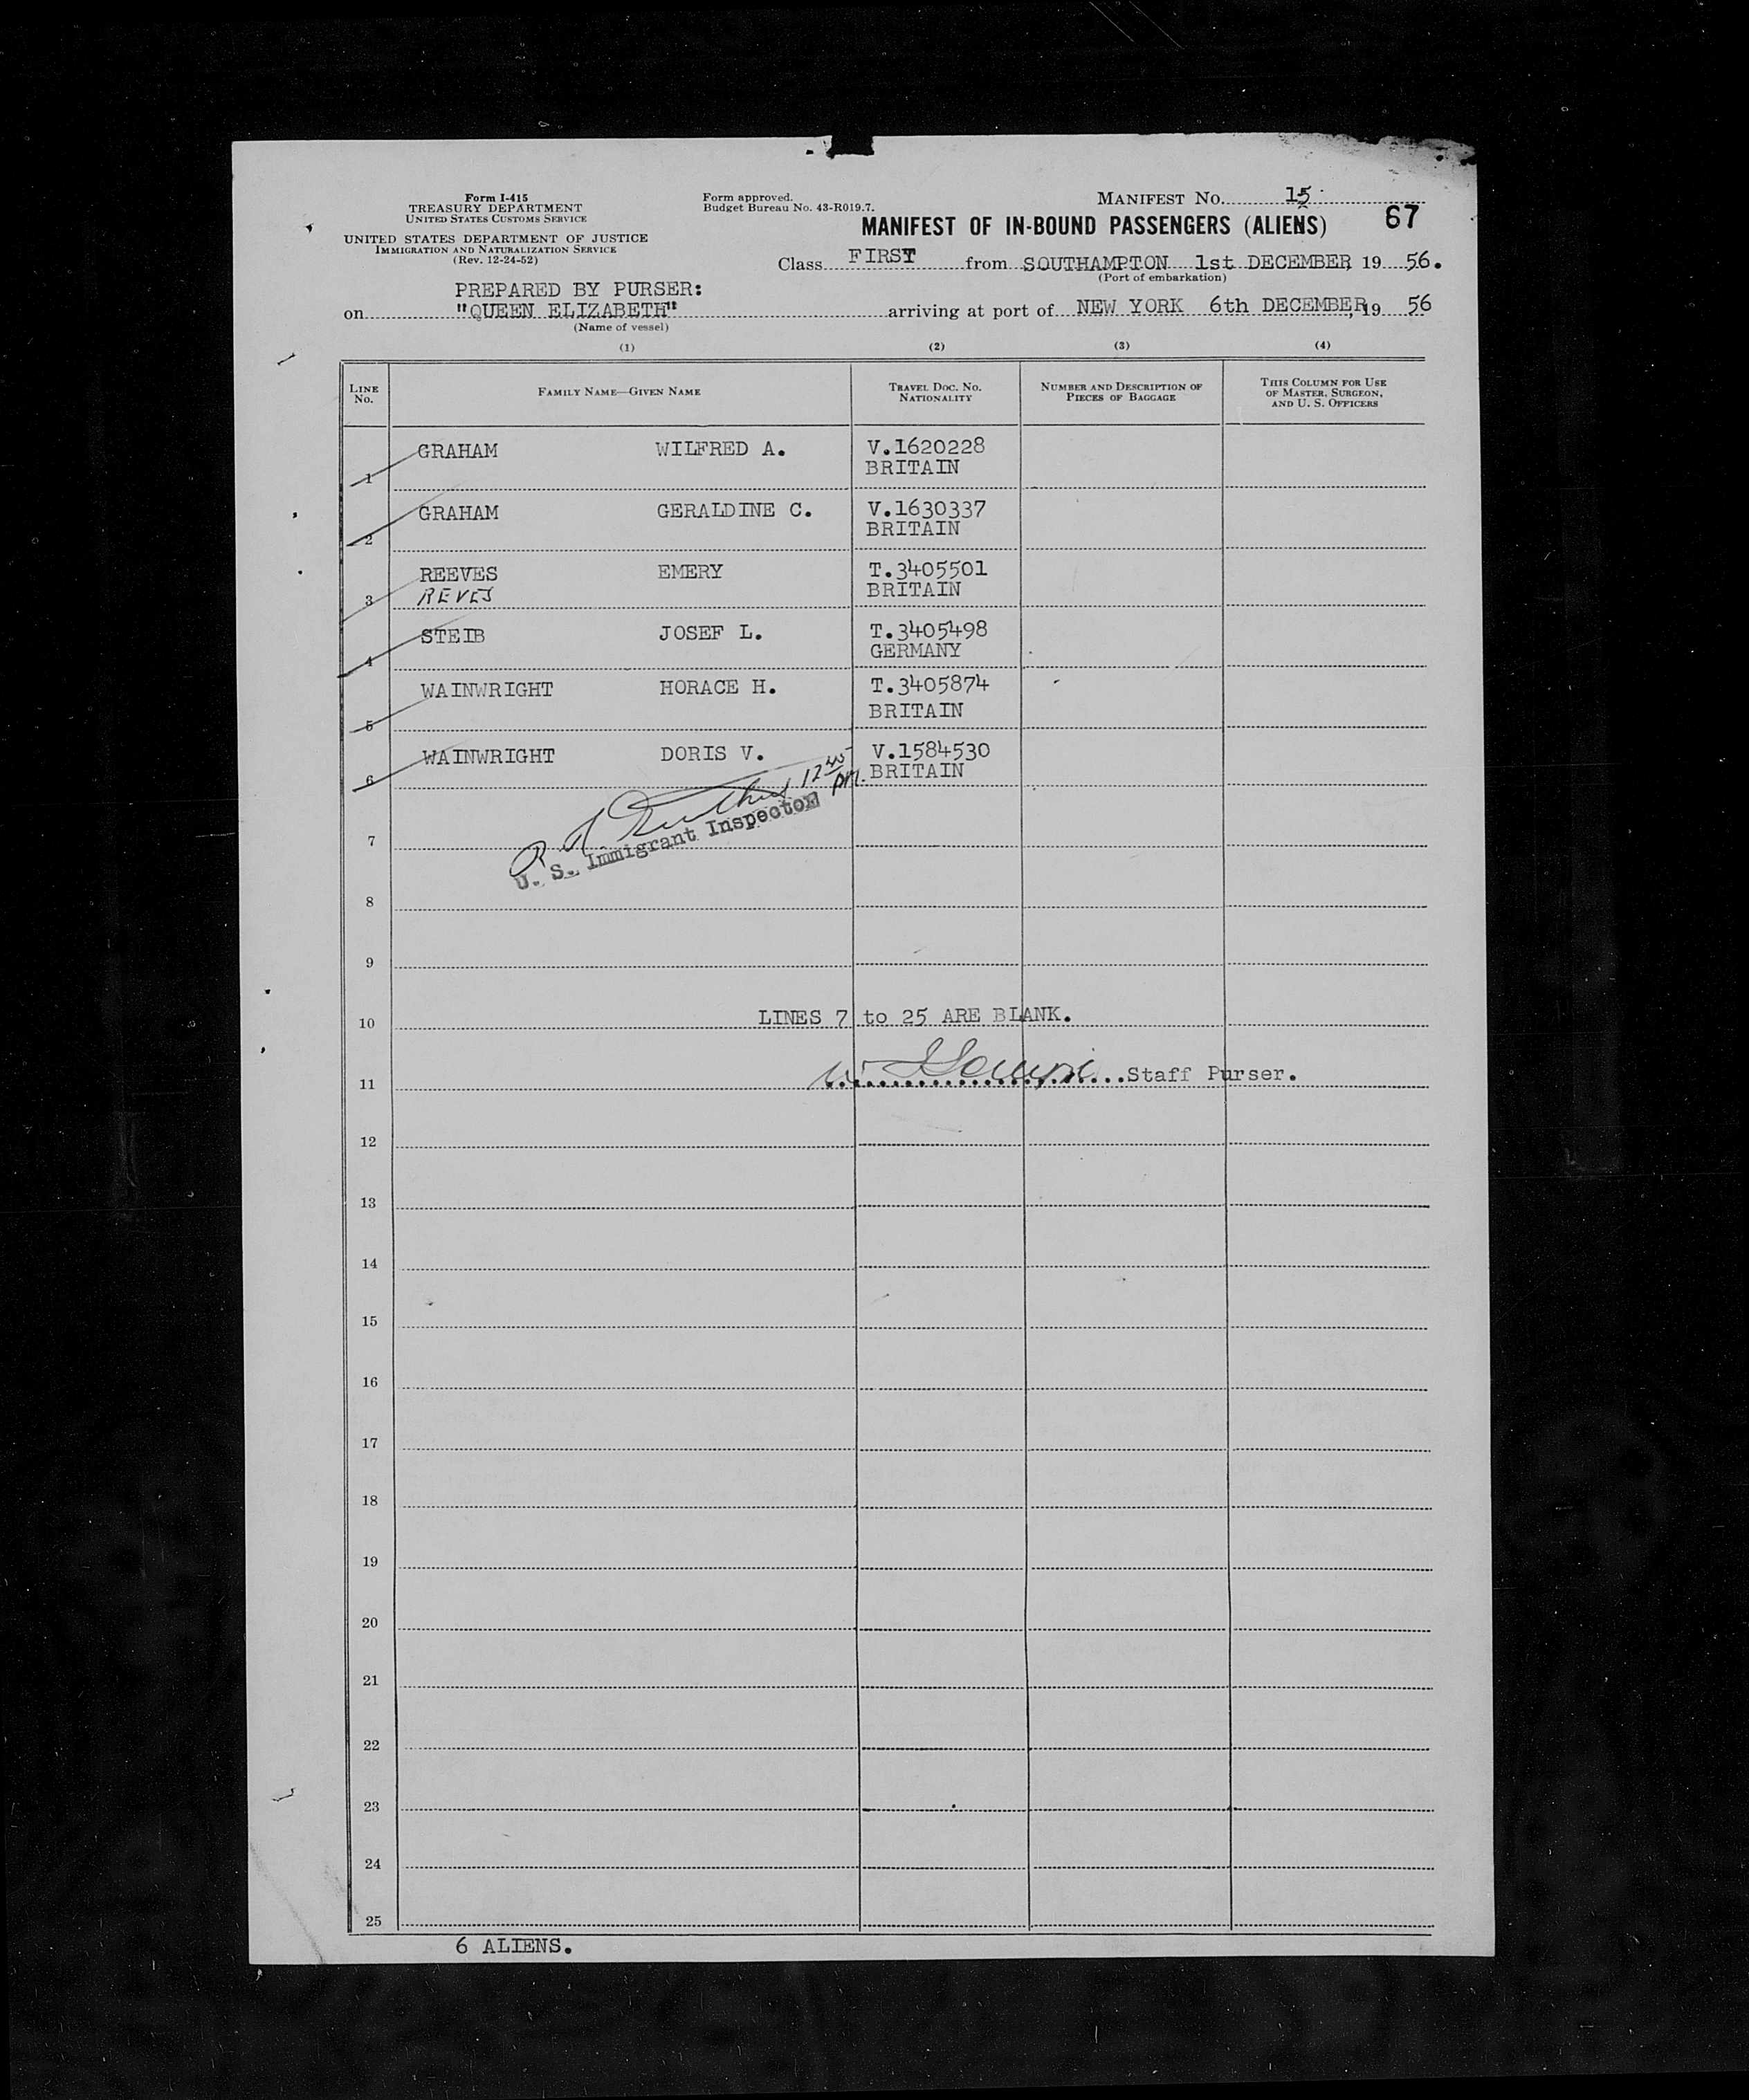 Form I-415
TREASURY DEPARTMENT
UNITED STATES CUSTOMS SERVICE
UNITED STATES DEPARTMENT OF JUSTICE
IMMIGRATION AND NATURALIZATION SERVICE
(Rev. 12-24-52)
Form approved.
Budget Bureau No. 43-R019.7.
MANIFEST No. 15
67
MANIFEST OF IN-BOUND PASSENGERS (ALIENS)
Class FIRST from SOUTHAMPTON 1st DECEMBER, 19 56.
(Port of embarkation)
PREPARED BY PURSER:
on "QUEEN ELIZABETH" arriving at port of NEW YORK 6th DECEMBER, 19 56
(Name of vessel)
(1) (2) (3) (4)
LINE No. FAMILY NAME—GIVEN NAME TRAVEL DOC. NO. NATIONALITY NUMBER AND DESCRIPTION OF PIECES OF BAGGAGE THIS COLUMN FOR USE OF MASTER, SURGEON, AND U. S. OFFICERS
1 GRAHAM WILFRED A. V.1620228
BRITAIN
2 GRAHAM GERALDINE C. V.1630337
BRITAIN
3 REEVES EMERY T.3405501
REVES BRITAIN
4 STEIB JOSEF L. T.3405498
GERMANY
5 WAINWRIGHT HORACE H. T.3405874
BRITAIN
6 WAINWRIGHT DORIS V. V.1584530
BRITAIN
12 45 PM.
U. S. Immigrant Inspector
7
8
9
10 LINES 7 to 25 ARE BLANK.
11 Staff Purser.
12
13
14
15
16
17
18
19
20
21
22
23
24
25
6 ALIENS.